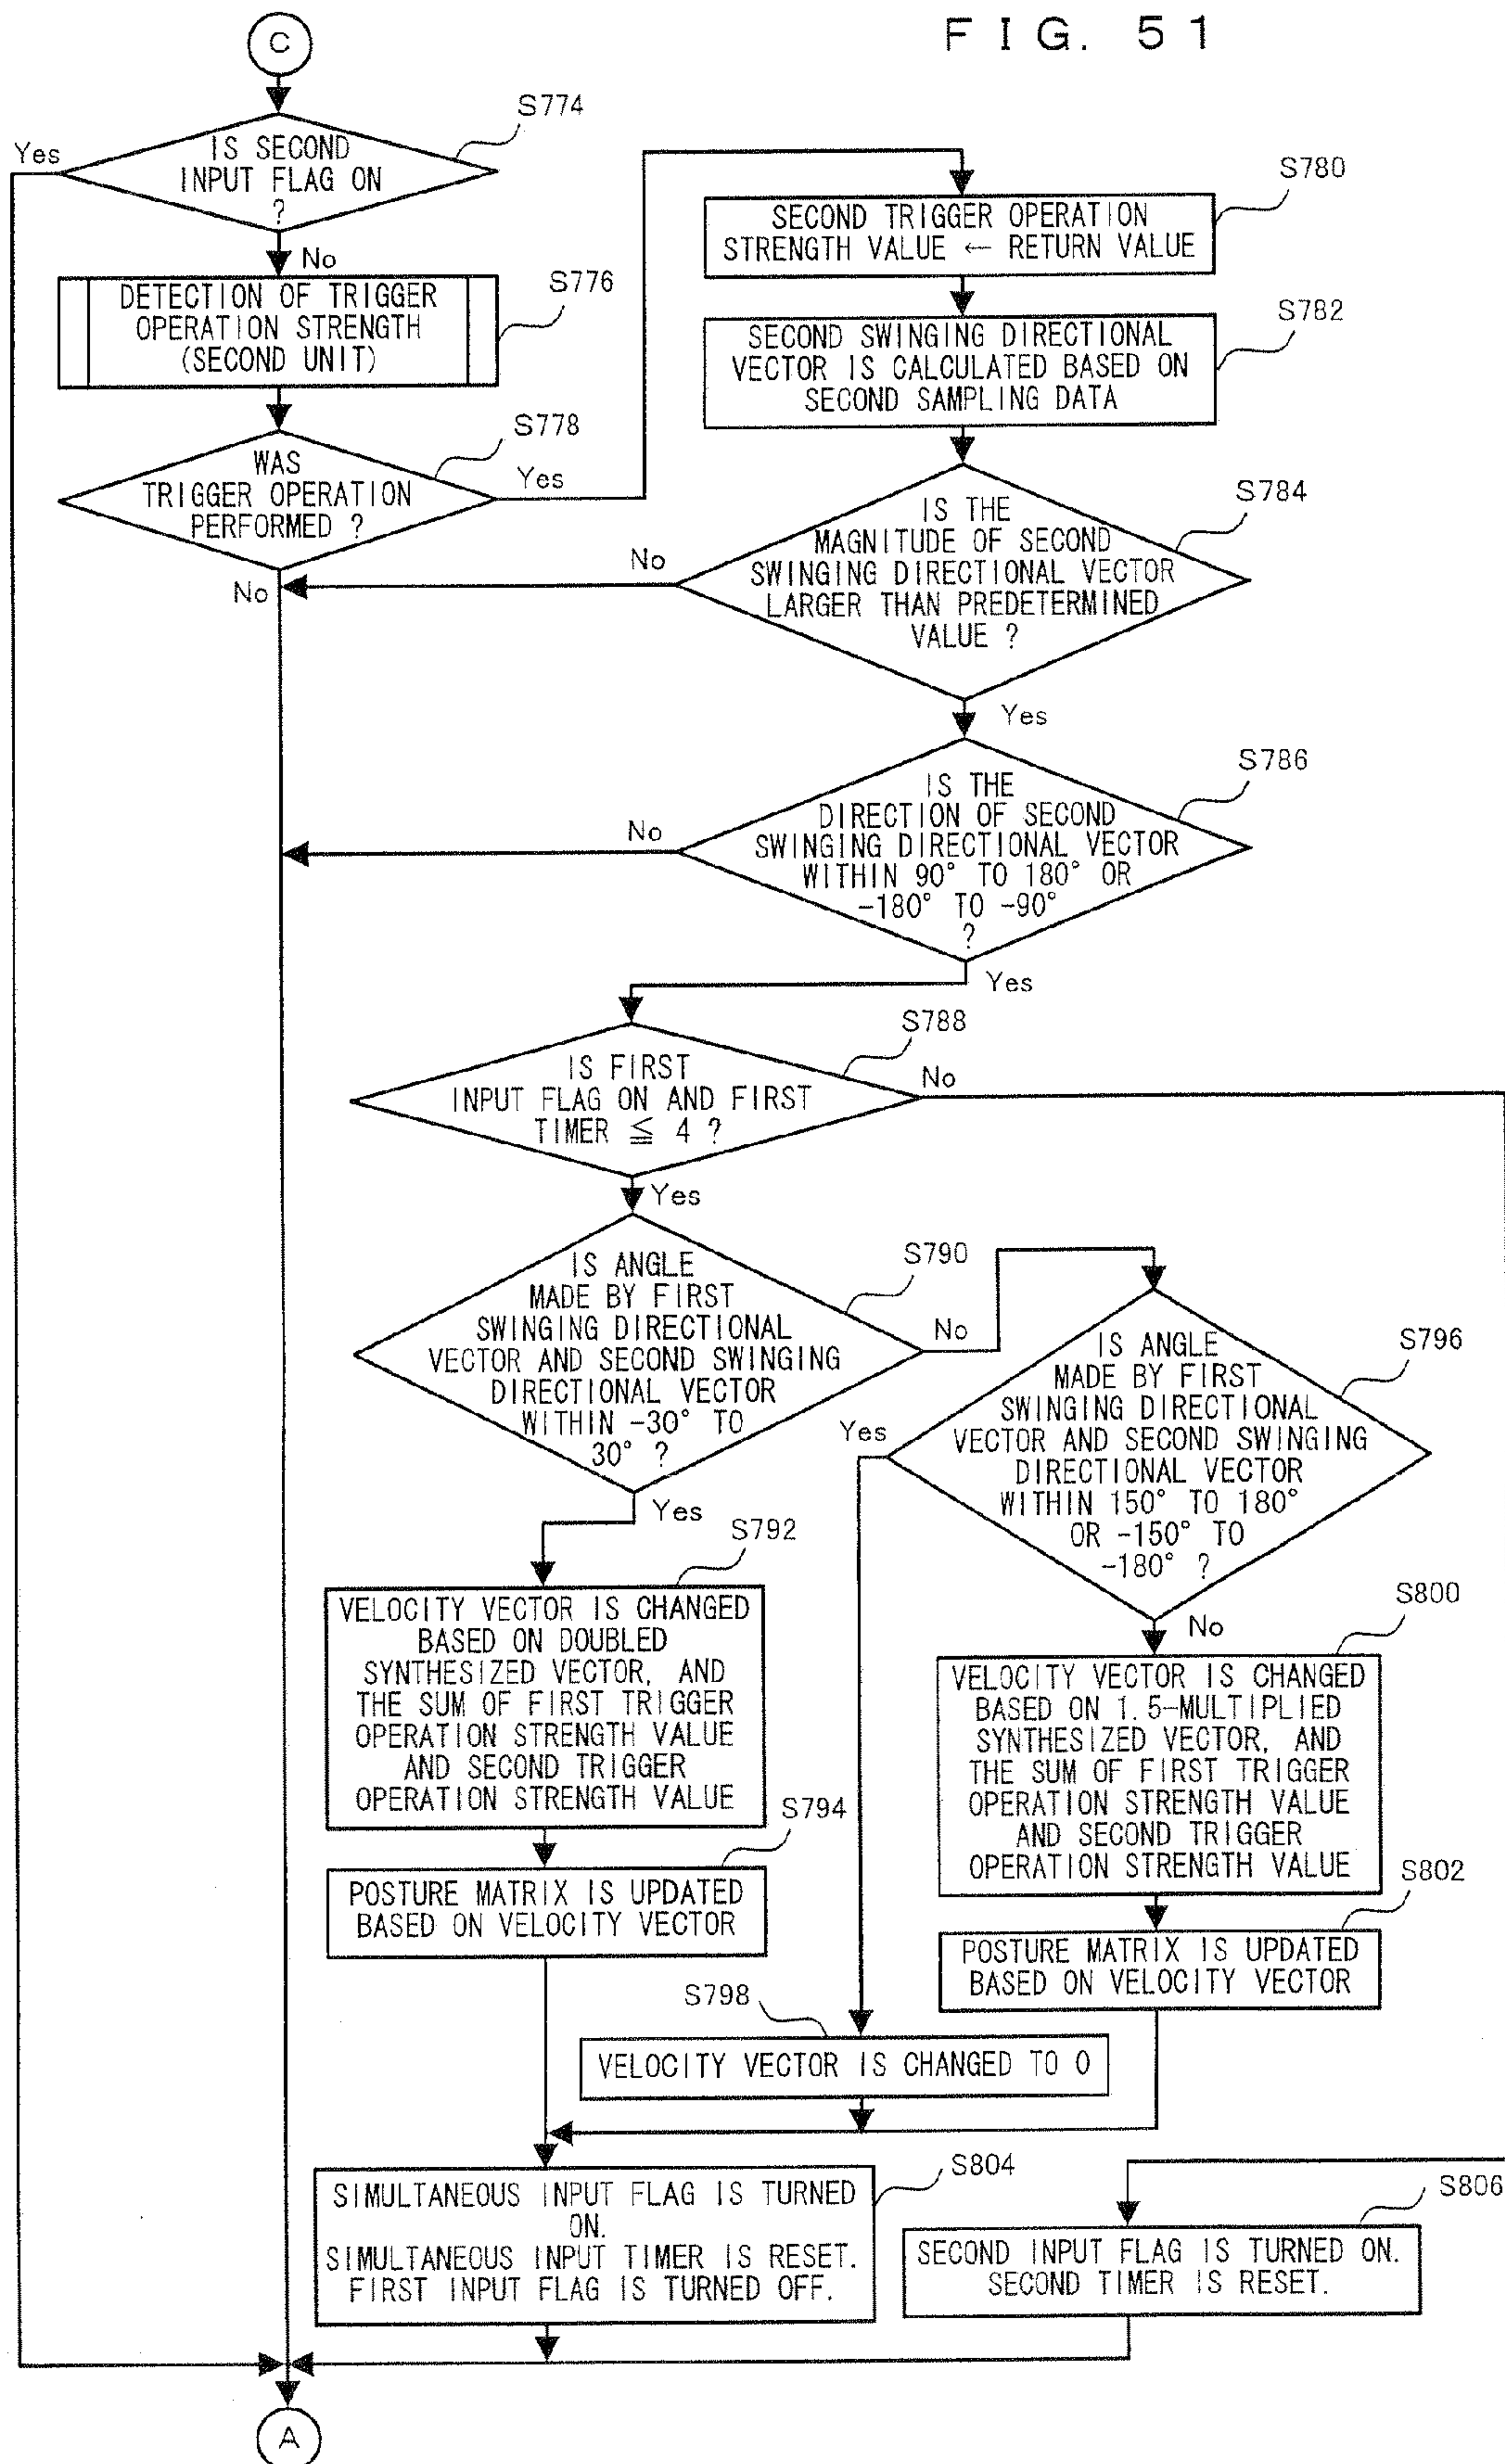 FIG. 51
C
S774
Yes
IS SECOND
INPUT FLAG ON
?
No
S776
DETECTION OF TRIGGER
OPERATION STRENGTH
(SECOND UNIT)
S778
WAS
TRIGGER OPERATION
PERFORMED ?
Yes
No
S780
SECOND TRIGGER OPERATION
STRENGTH VALUE ← RETURN VALUE
S782
SECOND SWINGING DIRECTIONAL
VECTOR IS CALCULATED BASED ON
SECOND SAMPLING DATA
S784
IS THE
MAGNITUDE OF SECOND
SWINGING DIRECTIONAL VECTOR
LARGER THAN PREDETERMINED
VALUE ?
No
Yes
S786
IS THE
DIRECTION OF SECOND
SWINGING DIRECTIONAL VECTOR
WITHIN 90° TO 180° OR
-180° TO -90°
?
No
Yes
S788
IS FIRST
INPUT FLAG ON AND FIRST
TIMER ≦ 4 ?
No
Yes
S790
IS ANGLE
MADE BY FIRST
SWINGING DIRECTIONAL
VECTOR AND SECOND SWINGING
DIRECTIONAL VECTOR
WITHIN -30° TO
30° ?
No
Yes
S796
IS ANGLE
MADE BY FIRST
SWINGING DIRECTIONAL
VECTOR AND SECOND SWINGING
DIRECTIONAL VECTOR
WITHIN 150° TO 180°
OR -150° TO
-180° ?
Yes
No
S792
VELOCITY VECTOR IS CHANGED
BASED ON DOUBLED
SYNTHESIZED VECTOR, AND
THE SUM OF FIRST TRIGGER
OPERATION STRENGTH VALUE
AND SECOND TRIGGER
OPERATION STRENGTH VALUE
S794
POSTURE MATRIX IS UPDATED
BASED ON VELOCITY VECTOR
S800
VELOCITY VECTOR IS CHANGED
BASED ON 1.5-MULTIPLIED
SYNTHESIZED VECTOR, AND
THE SUM OF FIRST TRIGGER
OPERATION STRENGTH VALUE
AND SECOND TRIGGER
OPERATION STRENGTH VALUE
S802
POSTURE MATRIX IS UPDATED
BASED ON VELOCITY VECTOR
S798
VELOCITY VECTOR IS CHANGED TO 0
S804
SIMULTANEOUS INPUT FLAG IS TURNED
ON.
SIMULTANEOUS INPUT TIMER IS RESET.
FIRST INPUT FLAG IS TURNED OFF.
S806
SECOND INPUT FLAG IS TURNED ON.
SECOND TIMER IS RESET.
A